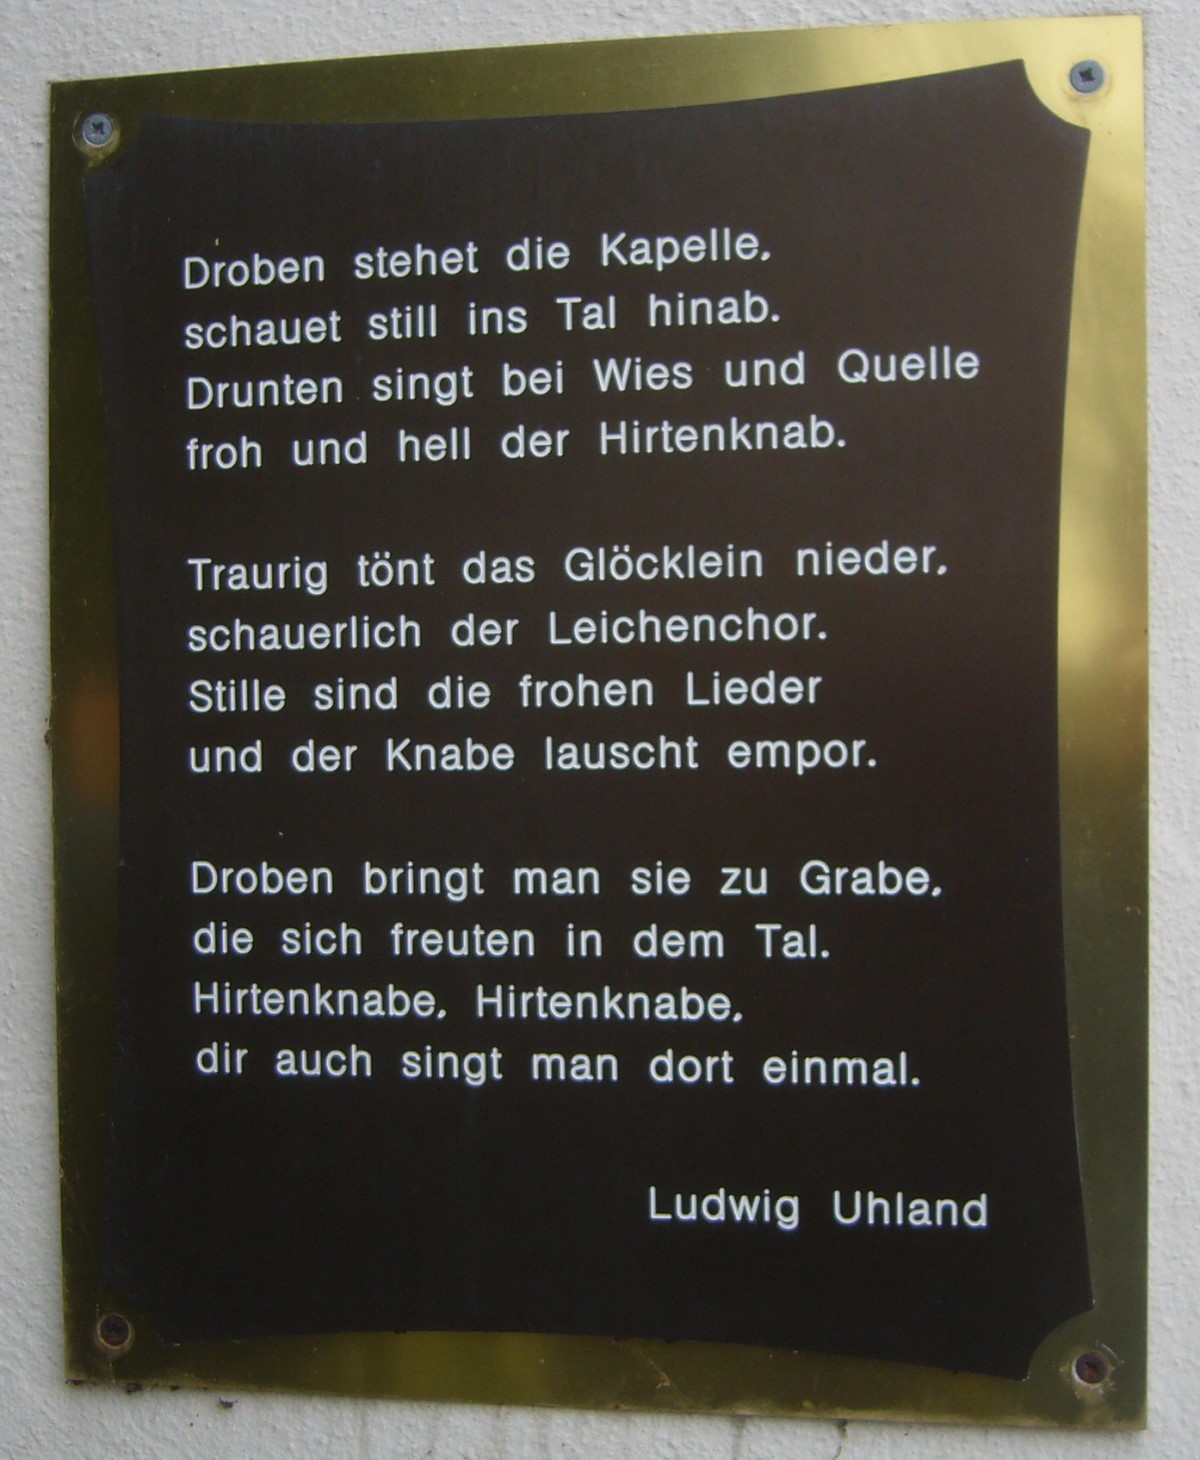 Droben stehet die Kapelle,
schauet still ins Tal hinab.
Drunten singt bei Wies und Quelle
froh und hell der Hirtenknab.
Traurig tönt das Glöcklein nieder,
schauerlich der Leichenchor.
Stille sind die frohen Lieder
und der Knabe lauscht empor.
Droben bringt man sie zu Grabe,
die sich freuten in dem Tal.
Hirtenknabe, Hirtenknabe,
dir auch singt man dort einmal.
Ludwig Uhland